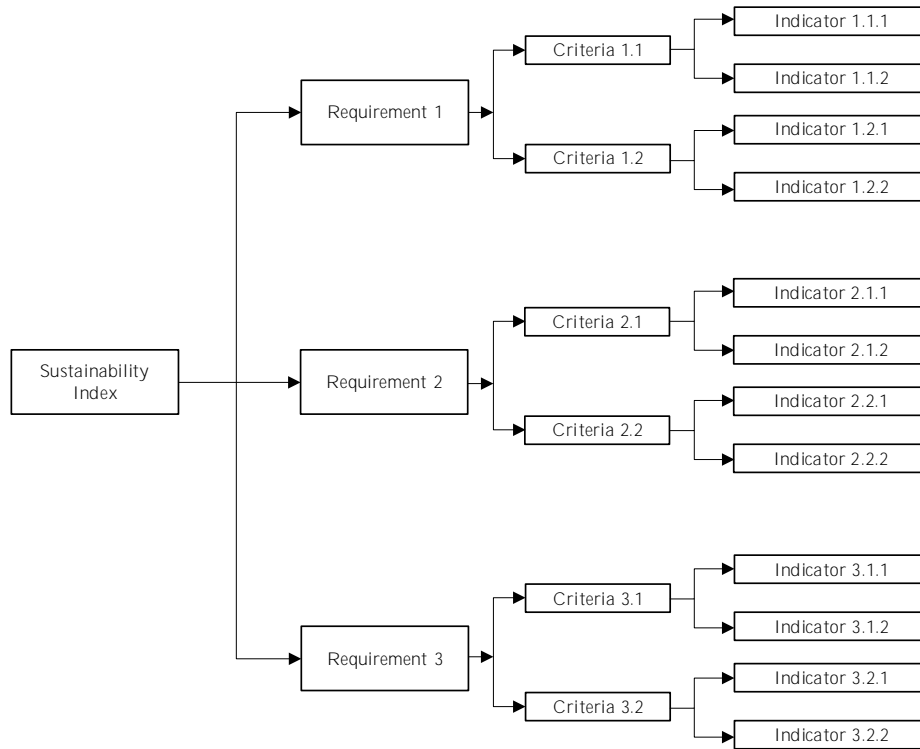 Indicator 1.1.1
Criteria 1.1
Indicator 1.1.2
Requirement 1
Indicator 1.2.1
Criteria 1.2
Indicator 1.2.2
Indicator 2.1.1
Criteria 2.1
Indicator 2.1.2
Sustainability
Index
Requirement 2
Indicator 2.2.1
Criteria 2.2
Indicator 2.2.2
Indicator 3.1.1
Criteria 3.1
Indicator 3.1.2
Requirement 3
Indicator 3.2.1
Criteria 3.2
Indicator 3.2.2